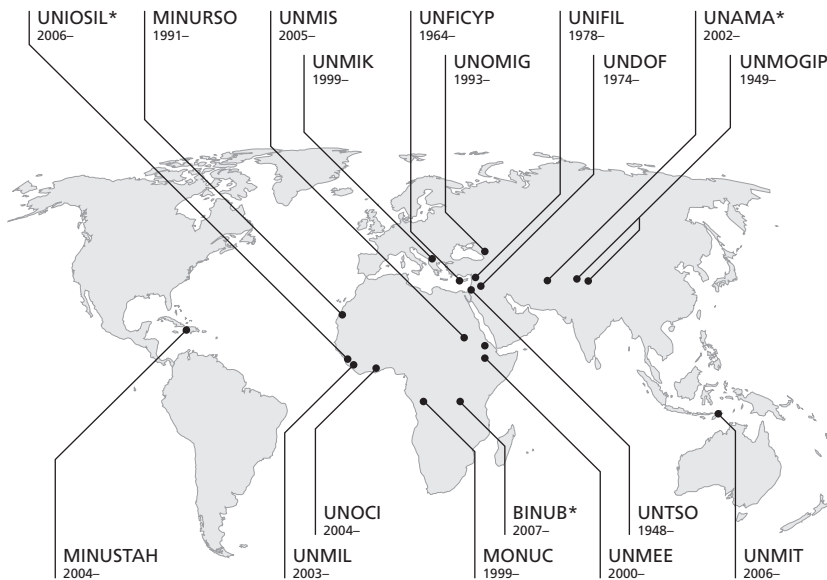 UNIOSIL*
2006–
MINURSO
1991–
UNMIS
2005–
UNFICYP
1964–
UNIFIL
1978–
UNAMA*
2002–
UNMIK
1999–
UNOMIG
1993–
UNDOF
1974–
UNMOGIP
1949–
UNOCI
2004–
BINUB*
2007–
UNTSO
1948–
MINUSTAH
2004–
UNMIL
2003–
MONUC
1999–
UNMEE
2000–
UNMIT
2006–